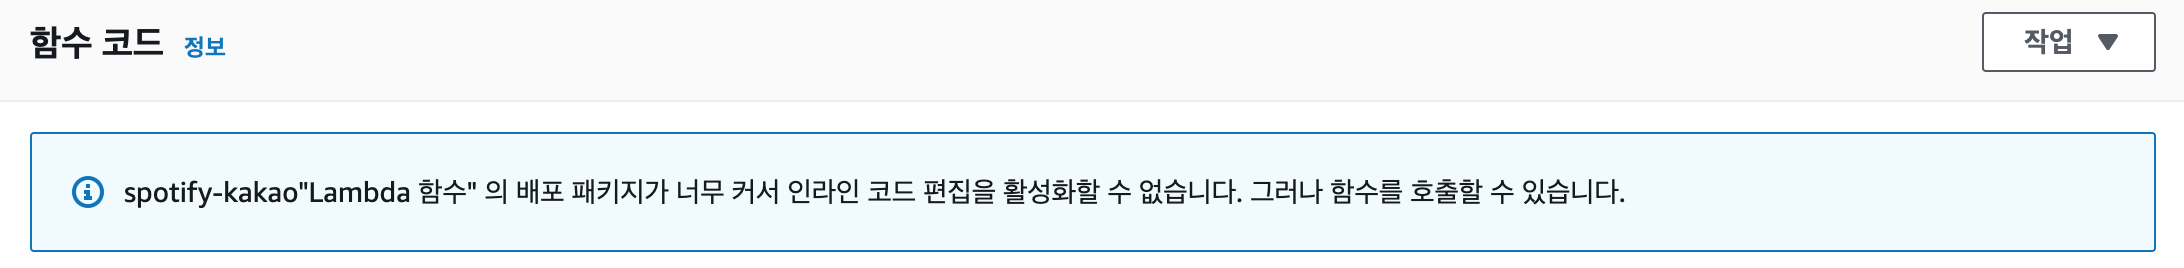 함수 코드 정보
작업 ▼
spotify-kakao"Lambda 함수" 의 배포 패키지가 너무 커서 인라인 코드 편집을 활성화할 수 없습니다. 그러나 함수를 호출할 수 있습니다.